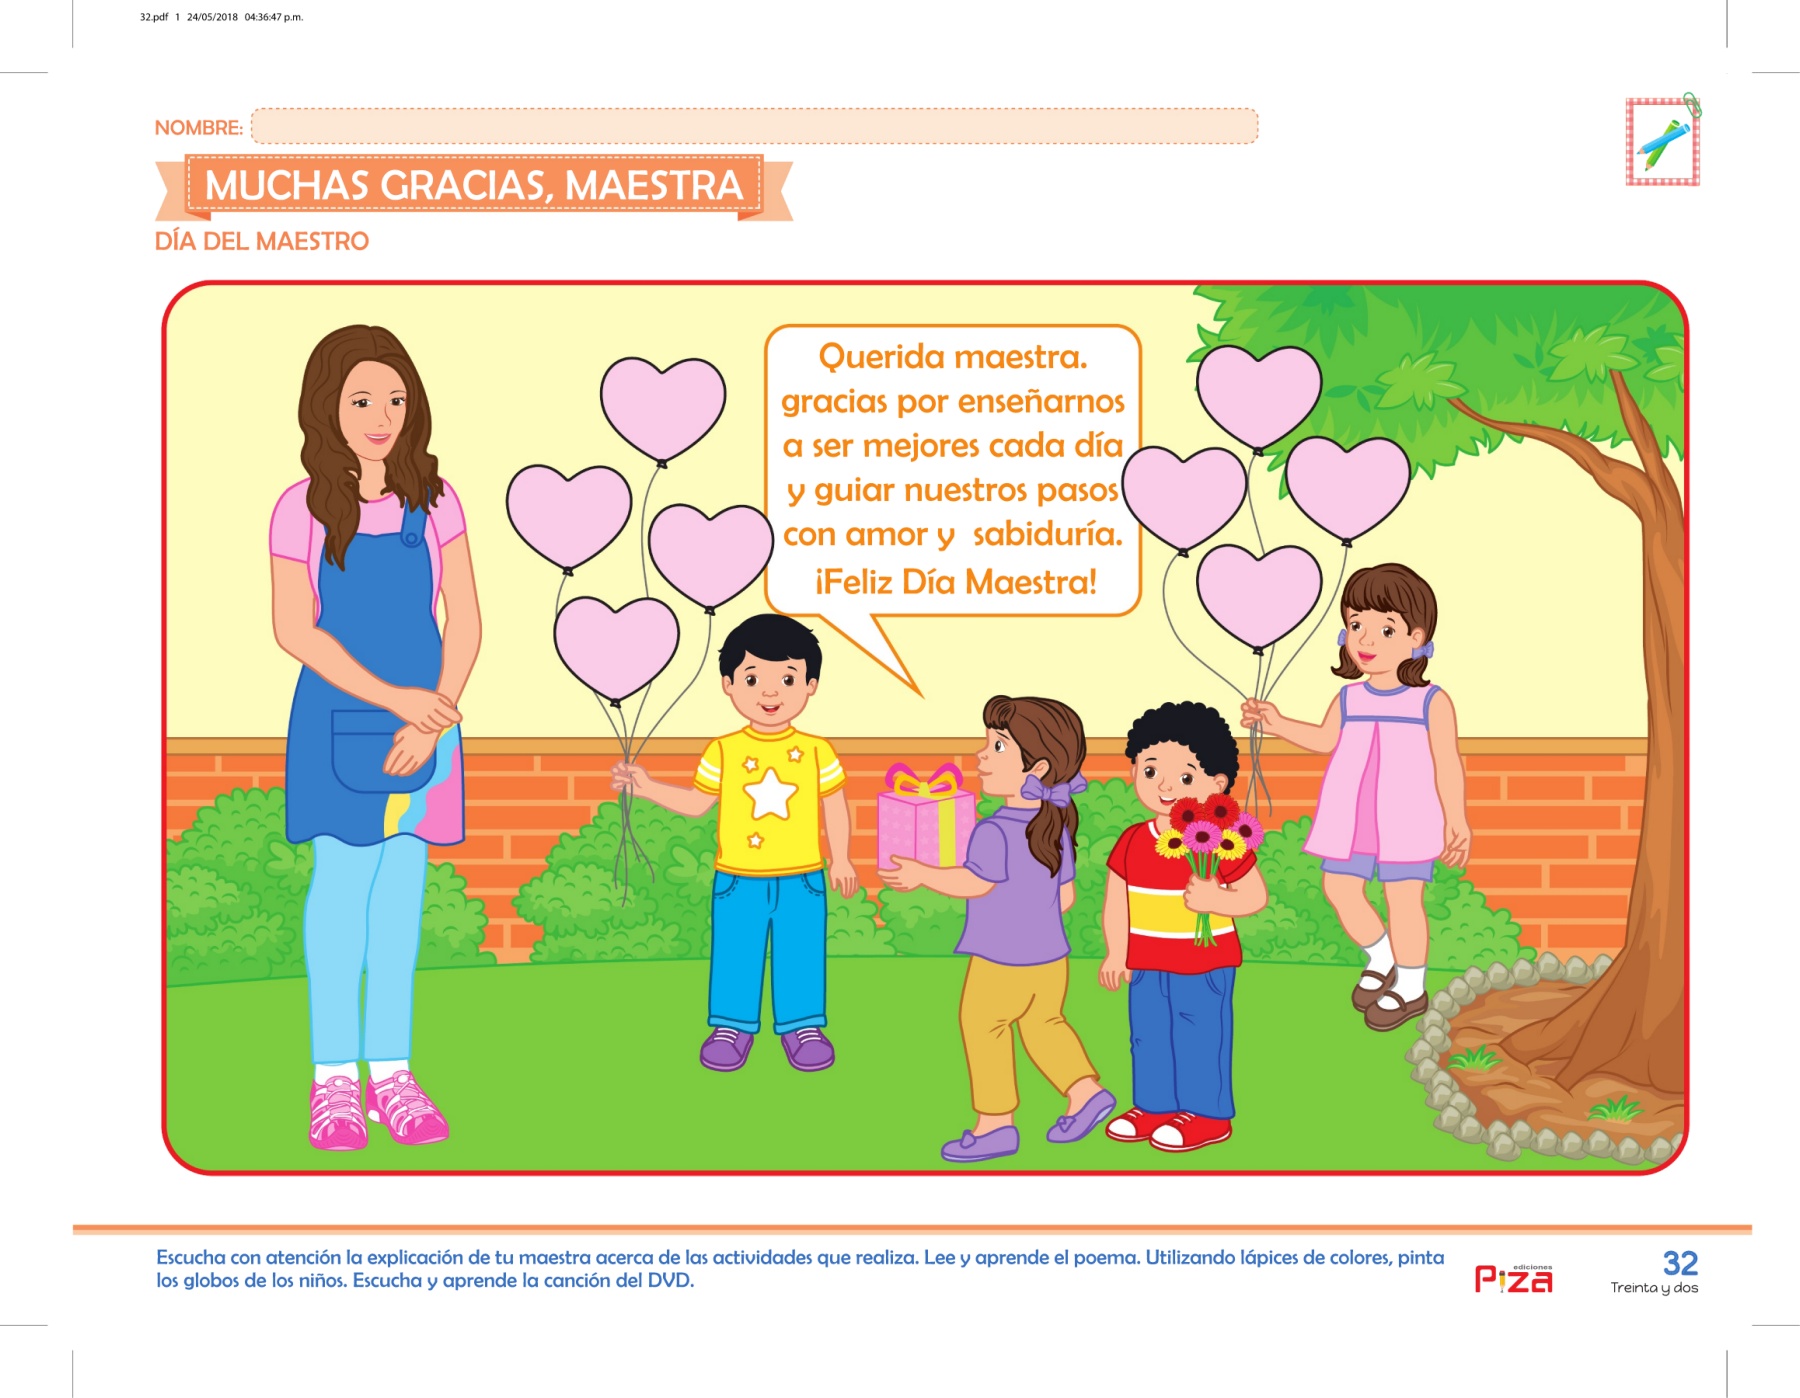 32.pdf 1 24/05/2018 04:36:47 p.m.
NOMBRE:
MUCHAS GRACIAS, MAESTRA
DÍA DEL MAESTRO
Querida maestra.
gracias por enseñarnos
a ser mejores cada día
y guiar nuestros pasos
con amor y sabiduría.
¡Feliz Día Maestra!
Escucha con atención la explicación de tu maestra acerca de las actividades que realiza. Lee y aprende el poema. Utilizando lápices de colores, pinta
los globos de los niños. Escucha y aprende la canción del DVD.
ediciones
Piza
32
Treinta y dos